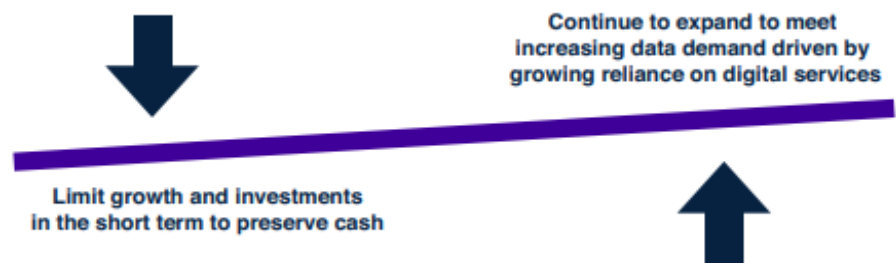 Continue to expand to meet
increasing data demand driven by
growing reliance on digital services
Limit growth and investments
in the short term to preserve cash